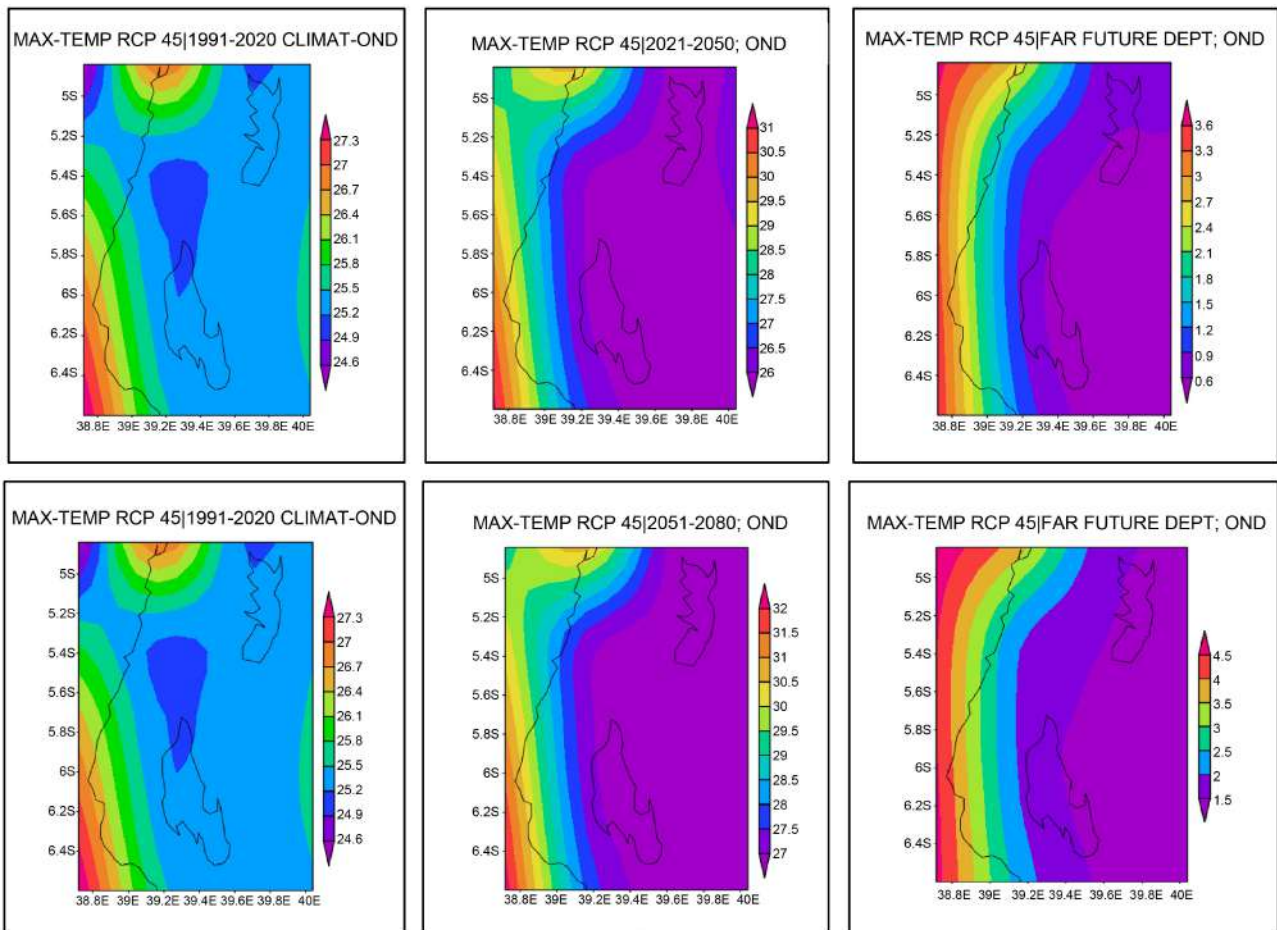 MAX-TEMP RCP 45|1991-2020 CLIMAT-OND
5S
5.2S
5.4S
5.6S
5.8S
6S
6.2S
6.4S
38.8E 39E 39.2E 39.4E 39.6E 39.8E 40E
27.3
27
26.7
26.4
26.1
25.8
25.5
25.2
24.9
24.6
MAX-TEMP RCP 45|2021-2050; OND
5S
5.2S
5.4S
5.6S
5.8S
6S
6.2S
6.4S
38.8E 39E 39.2E 39.4E 39.6E 39.8E 40E
31
30.5
30
29.5
29
28.5
28
27.5
27
26.5
26
MAX-TEMP RCP 45|FAR FUTURE DEPT; OND
5S
5.2S
5.4S
5.6S
5.8S
6S
6.2S
6.4S
38.8E 39E 39.2E 39.4E 39.6E 39.8E 40E
3.6
3.3
3
2.7
2.4
2.1
1.8
1.5
1.2
0.9
0.6
MAX-TEMP RCP 45|1991-2020 CLIMAT-OND
5S
5.2S
5.4S
5.6S
5.8S
6S
6.2S
6.4S
38.8E 39E 39.2E 39.4E 39.6E 39.8E 40E
27.3
27
26.7
26.4
26.1
25.8
25.5
25.2
24.9
24.6
MAX-TEMP RCP 45|2051-2080; OND
5S
5.2S
5.4S
5.6S
5.8S
6S
6.2S
6.4S
38.8E 39E 39.2E 39.4E 39.6E 39.8E 40E
32
31.5
31
30.5
30
29.5
29
28.5
28
27.5
27
MAX-TEMP RCP 45|FAR FUTURE DEPT; OND
5S
5.2S
5.4S
5.6S
5.8S
6S
6.2S
6.4S
38.8E 39E 39.2E 39.4E 39.6E 39.8E 40E
4.5
4
3.5
3
2.5
2
1.5